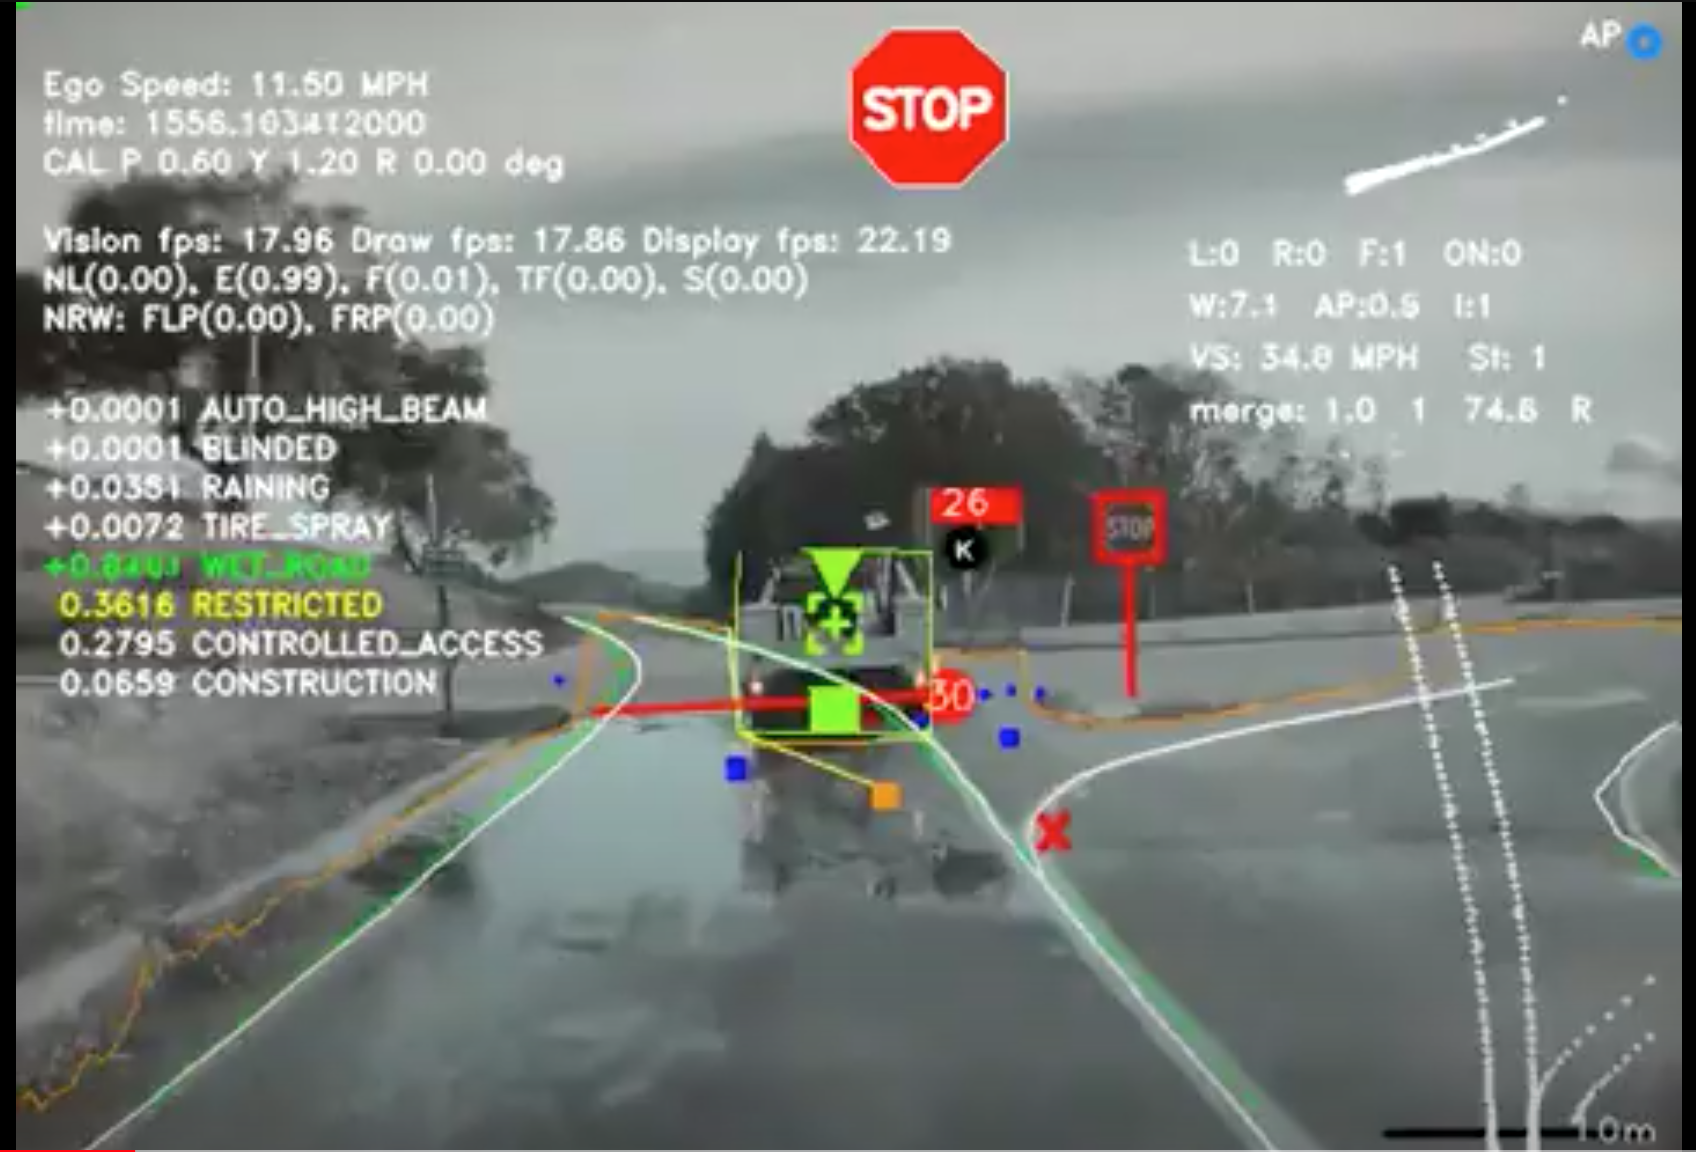 AP
STOP
Ego Speed: 11.50 MPH
time: 1556.103412000
CAL P 0.60 Y 1.20 R 0.00 deg
Vision fps: 17.96 Draw fps: 17.86 Display fps: 22.19
NL(0.00), E(0.99), F(0.01), TF(0.00), S(0.00)
NRW: FLP(0.00), FRP(0.00)
L:0 R:0 F:1 ON:0
W:7.1 AP:0.5 I:1
VS: 34.8 MPH St: 1
merge: 1.0 1 74.6 R
+0.0001 AUTO_HIGH_BEAM
+0.0001 BLINDED
+0.0351 RAINING
+0.0072 TIRE_SPRAY
WET_ROAD
0.3616 RESTRICTED
0.2795 CONTROLLED_ACCESS
0.0659 CONSTRUCTION
26
K
STOP
30
10m